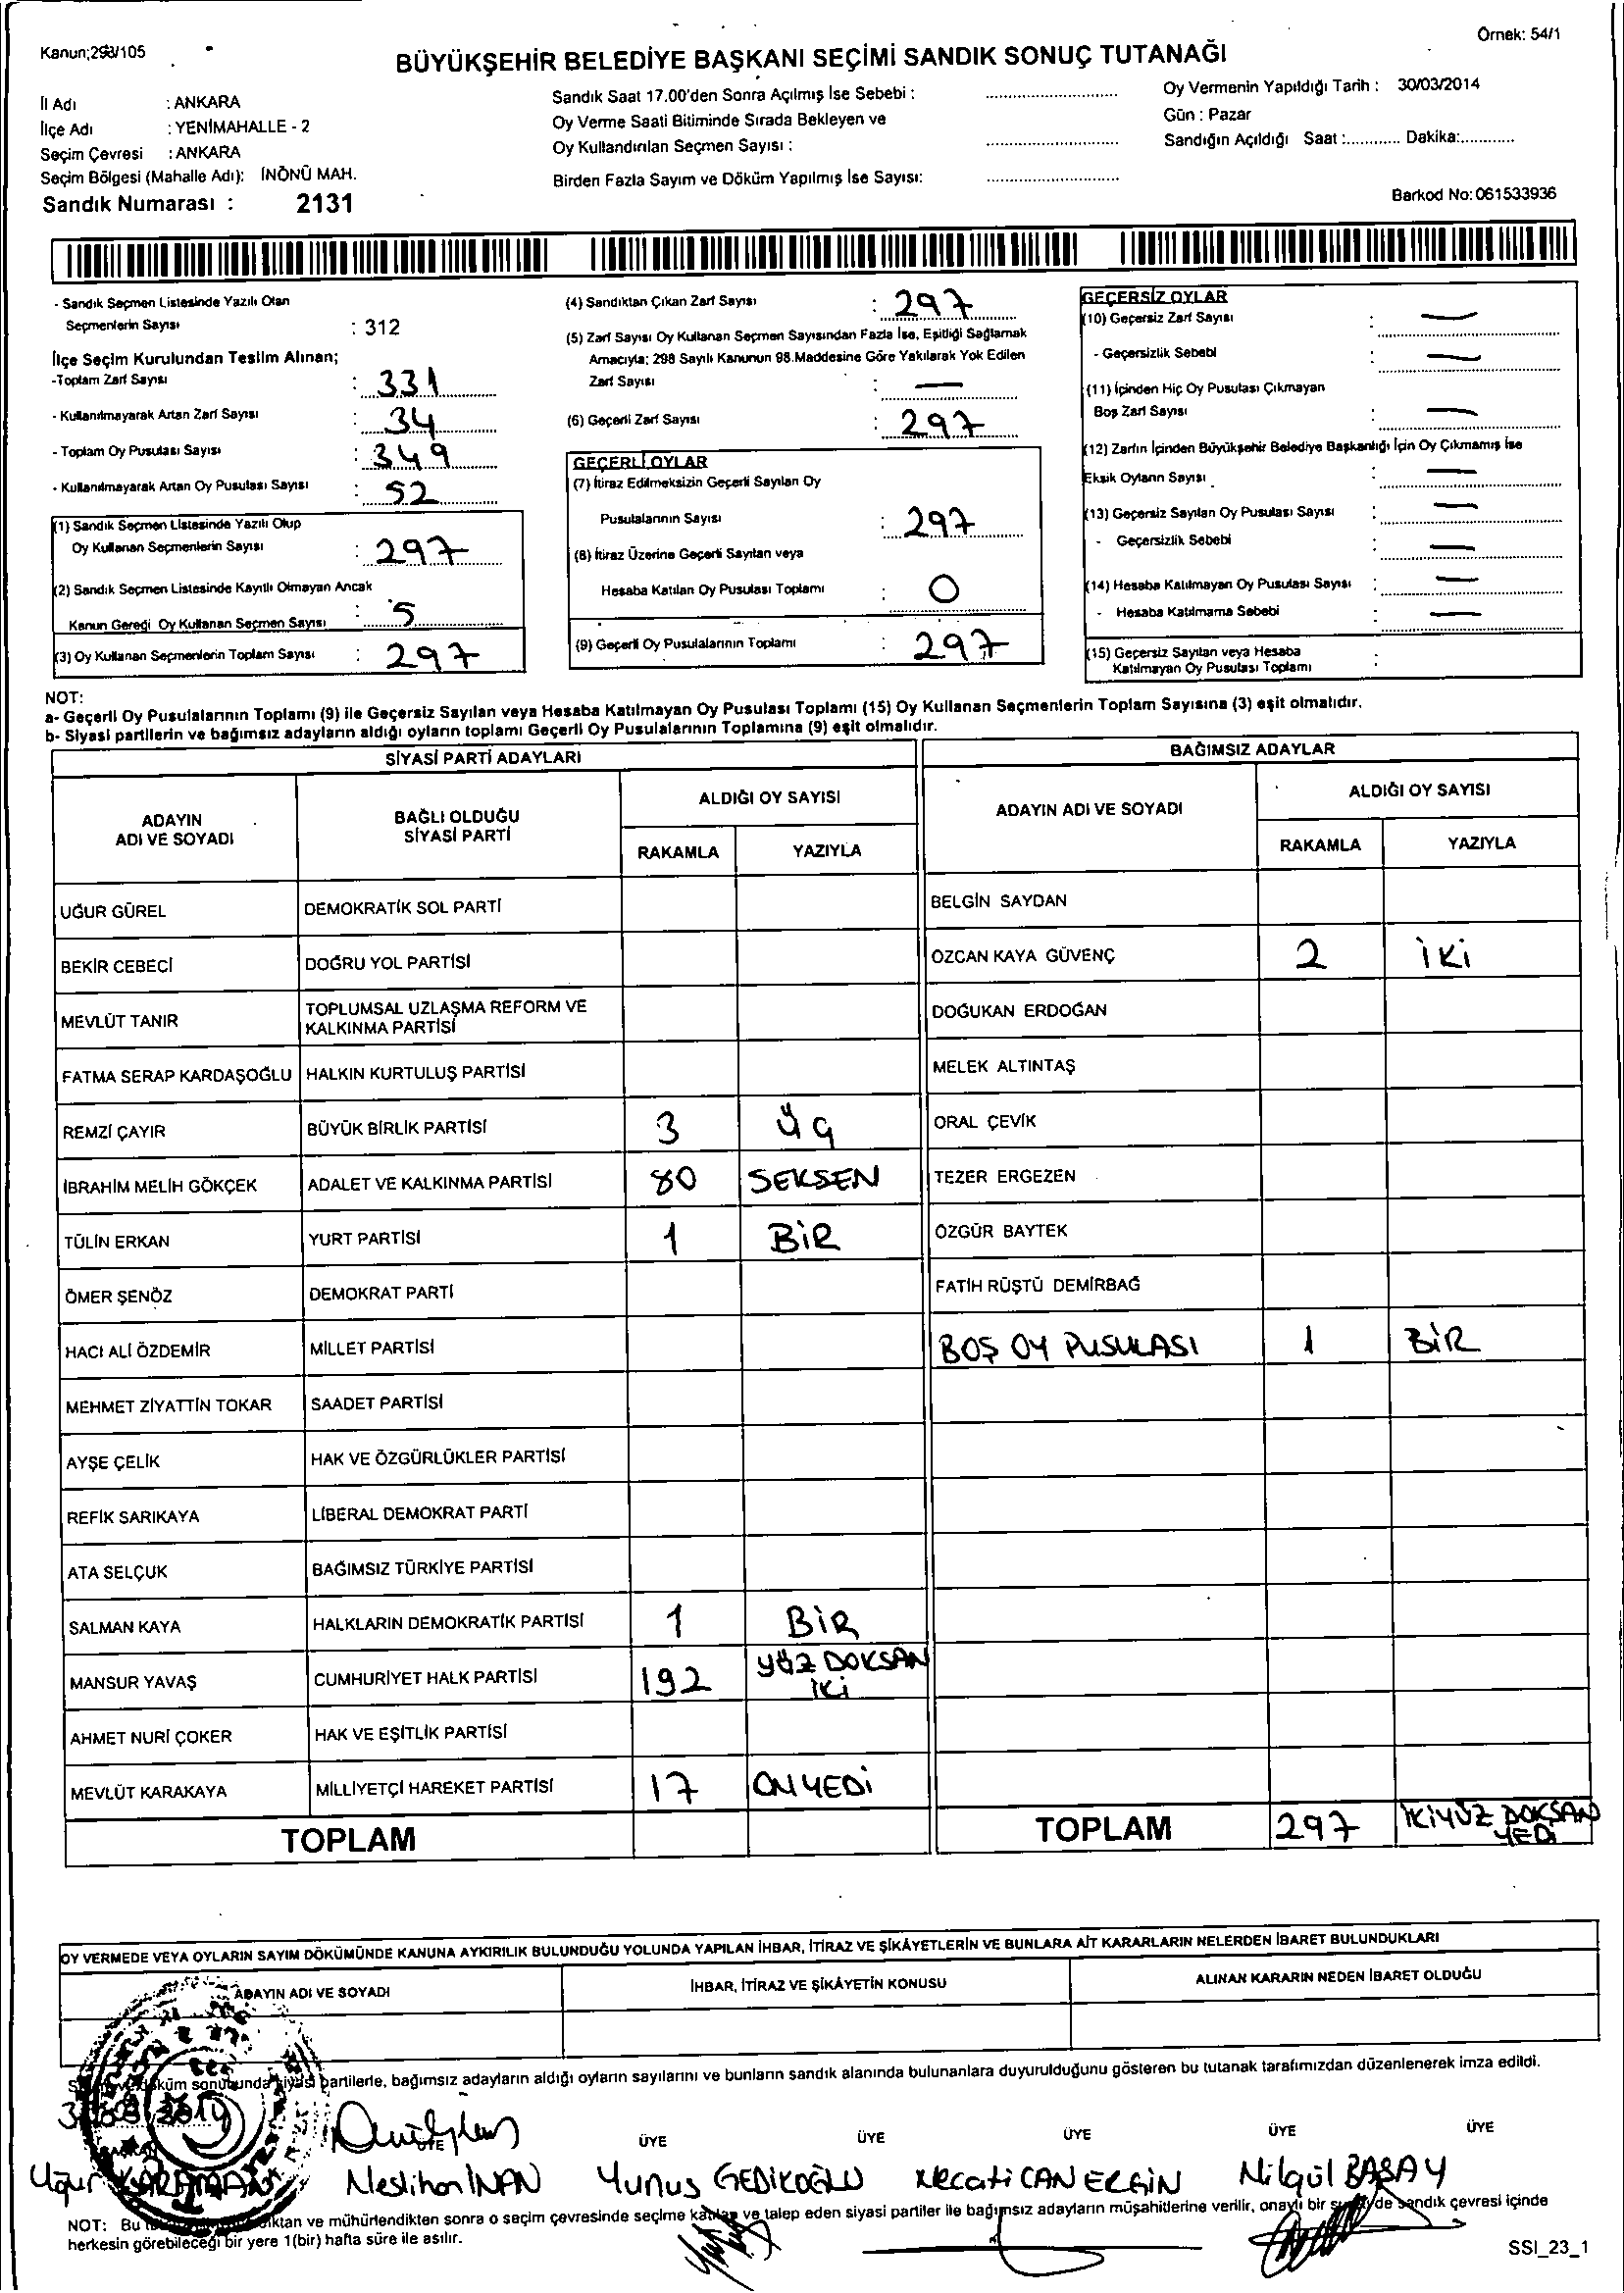 Kanun;298/105
Örnek: 54/1
BÜYÜKŞEHİR BELEDİYE BAŞKANI SEÇİMİ SANDIK SONUÇ TUTANAĞI
İl Adı : ANKARA
İlçe Adı : YENİMAHALLE - 2
Seçim Çevresi : ANKARA
Seçim Bölgesi (Mahalle Adı): İNÖNÜ MAH.
Sandık Numarası : 2131
Sandık Saat 17.00'den Sonra Açılmış İse Sebebi :
Oy Verme Saati Bitiminde Sırada Bekleyen ve
Oy Kullandırılan Seçmen Sayısı :
Birden Fazla Sayım ve Döküm Yapılmış İse Sayısı:
Oy Vermenin Yapıldığı Tarih : 30/03/2014
Gün : Pazar
Sandığın Açıldığı Saat :............ Dakika:............
Barkod No: 061533936
- Sandık Seçmen Listesinde Yazılı Olan
Seçmenlerin Sayısı : 312
İlçe Seçim Kurulundan Teslim Alınan;
-Toplam Zarf Sayısı : 331
- Kullanılmayarak Artan Zarf Sayısı : 34
- Toplam Oy Pusulası Sayısı : 349
- Kullanılmayarak Artan Oy Pusulası Sayısı : 52
(1) Sandık Seçmen Listesinde Yazılı Olup
Oy Kullanan Seçmenlerin Sayısı : 297
(2) Sandık Seçmen Listesinde Kayıtlı Olmayan Ancak
Kanun Gereği Oy Kullanan Seçmen Sayısı : 5
(3) Oy Kullanan Seçmenlerin Toplam Sayısı : 297
(4) Sandıktan Çıkan Zarf Sayısı : 297
(5) Zarf Sayısı Oy Kullanan Seçmen Sayısından Fazla İse, Eşitliği Sağlamak
Amacıyla; 298 Sayılı Kanunun 98.Maddesine Göre Yakılarak Yok Edilen
Zarf Sayısı : —
(6) Geçerli Zarf Sayısı : 297
GEÇERLİ OYLAR
(7) İtiraz Edilmeksizin Geçerli Sayılan Oy
Pusulalarının Sayısı : 297
(8) İtiraz Üzerine Geçerli Sayılan veya
Hesaba Katılan Oy Pusulası Toplamı : 0
(9) Geçerli Oy Pusulalarının Toplamı : 297
GEÇERSİZ OYLAR
(10) Geçersiz Zarf Sayısı : —
- Geçersizlik Sebebi : —
(11) İçinden Hiç Oy Pusulası Çıkmayan
Boş Zarf Sayısı : —
(12) Zarfın İçinden Büyükşehir Belediye Başkanlığı İçin Oy Çıkmamış İse
Eksik Oyların Sayısı : —
(13) Geçersiz Sayılan Oy Pusulası Sayısı : —
- Geçersizlik Sebebi : —
(14) Hesaba Katılmayan Oy Pusulası Sayısı : —
- Hesaba Katılmama Sebebi : —
(15) Geçersiz Sayılan veya Hesaba
Katılmayan Oy Pusulası Toplamı :
NOT:
a- Geçerli Oy Pusulalarının Toplamı (9) ile Geçersiz Sayılan veya Hesaba Katılmayan Oy Pusulası Toplamı (15) Oy Kullanan Seçmenlerin Toplam Sayısına (3) eşit olmalıdır.
b- Siyasi partilerin ve bağımsız adayların aldığı oyların toplamı Geçerli Oy Pusulalarının Toplamına (9) eşit olmalıdır.
SİYASİ PARTİ ADAYLARI
ADAYIN
ADI VE SOYADI
BAĞLI OLDUĞU
SİYASİ PARTİ
ALDIĞI OY SAYISI
RAKAMLA YAZIYLA
UĞUR GÜREL DEMOKRATİK SOL PARTİ
BEKİR CEBECİ DOĞRU YOL PARTİSİ
MEVLÜT TANIR TOPLUMSAL UZLAŞMA REFORM VE
KALKINMA PARTİSİ
FATMA SERAP KARDAŞOĞLU HALKIN KURTULUŞ PARTİSİ
REMZİ ÇAYIR BÜYÜK BİRLİK PARTİSİ 3 ÜÇ
İBRAHİM MELİH GÖKÇEK ADALET VE KALKINMA PARTİSİ 80 SEKSEN
TÜLİN ERKAN YURT PARTİSİ 1 BİR
ÖMER ŞENÖZ DEMOKRAT PARTİ
HACI ALİ ÖZDEMİR MİLLET PARTİSİ
MEHMET ZİYATTİN TOKAR SAADET PARTİSİ
AYŞE ÇELİK HAK VE ÖZGÜRLÜKLER PARTİSİ
REFİK SARIKAYA LİBERAL DEMOKRAT PARTİ
ATA SELÇUK BAĞIMSIZ TÜRKİYE PARTİSİ
SALMAN KAYA HALKLARIN DEMOKRATİK PARTİSİ 1 BİR
MANSUR YAVAŞ CUMHURİYET HALK PARTİSİ 192 YÜZ DOKSAN
İKİ
AHMET NURİ ÇOKER HAK VE EŞİTLİK PARTİSİ
MEVLÜT KARAKAYA MİLLİYETÇİ HAREKET PARTİSİ 17 ONYEDİ
TOPLAM
BAĞIMSIZ ADAYLAR
ADAYIN ADI VE SOYADI
ALDIĞI OY SAYISI
RAKAMLA YAZIYLA
BELGİN SAYDAN
ÖZCAN KAYA GÜVENÇ 2 İKİ
DOĞUKAN ERDOĞAN
MELEK ALTINTAŞ
ORAL ÇEVİK
TEZER ERGEZEN
ÖZGÜR BAYTEK
FATİH RÜŞTÜ DEMİRBAĞ
BOŞ OY PUSULASI 1 BİR
TOPLAM 297 İKİYÜZ DOKSAN
YEDİ
OY VERMEDE VEYA OYLARIN SAYIM DÖKÜMÜNDE KANUNA AYKIRILIK BULUNDUĞU YOLUNDA YAPILAN İHBAR, İTİRAZ VE ŞİKÂYETLERİN VE BUNLARA AİT KARARLARIN NELERDEN İBARET BULUNDUKLARI
ADAYIN ADI VE SOYADI
İHBAR, İTİRAZ VE ŞİKÂYETİN KONUSU
ALINAN KARARIN NEDEN İBARET OLDUĞU
sonucunda siyasi partilerle, bağımsız adayların aldığı oyların sayılarını ve bunların sandık alanında bulunanlara duyurulduğunu gösteren bu tutanak tarafımızdan düzenlenerek imza edildi.
ÜYE ÜYE ÜYE ÜYE ÜYE ÜYE
Uğur KARAMAN Neslihan İNAN Yunus GEDİKOĞLU Necati CAN ERGİN Nilgül BABAY
NOT: Bu ve mühürlendikten sonra o seçim çevresinde seçime katılan ve talep eden siyasi partiler ile bağımsız adayların müşahitlerine verilir, onaylı bir sureti de sandık çevresi içinde
herkesin görebileceği bir yere 1(bir) hafta süre ile asılır.
SSI_23_1